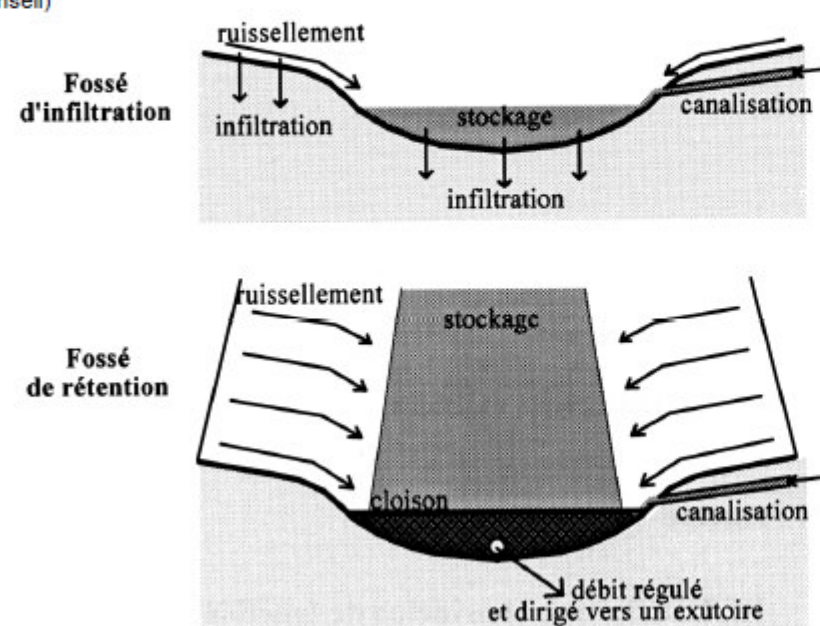 ruissellement
Fossé
d'infiltration
infiltration
stockage
canalisation
infiltration
ruissellement
stockage
Fossé
de rétention
cloison
canalisation
débit régulé
et dirigé vers un exutoire